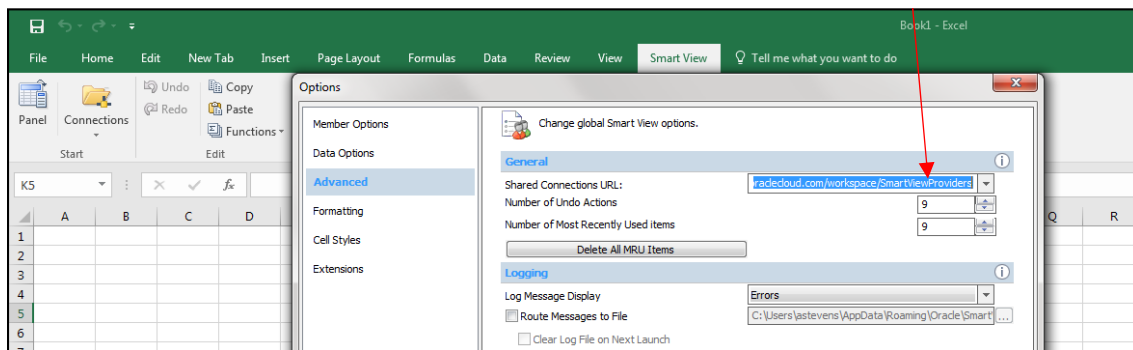 Book1 - Excel
File Home Edit New Tab Insert Page Layout Formulas Data Review View Smart View Tell me what you want to do
Panel Connections Undo Redo Copy Paste Functions
Start Edit
K5 fx
A B C D Q R
1
2
3
4
5
6
Options
Member Options
Data Options
Advanced
Formatting
Cell Styles
Extensions
Change global Smart View options.
General
Shared Connections URL: radecloud.com/workspace/SmartViewProviders
Number of Undo Actions 9
Number of Most Recently Used items 9
Delete All MRU Items
Logging
Log Message Display Errors
Route Messages to File C:\Users\astevens\AppData\Roaming\Oracle\Smart ...
Clear Log File on Next Launch